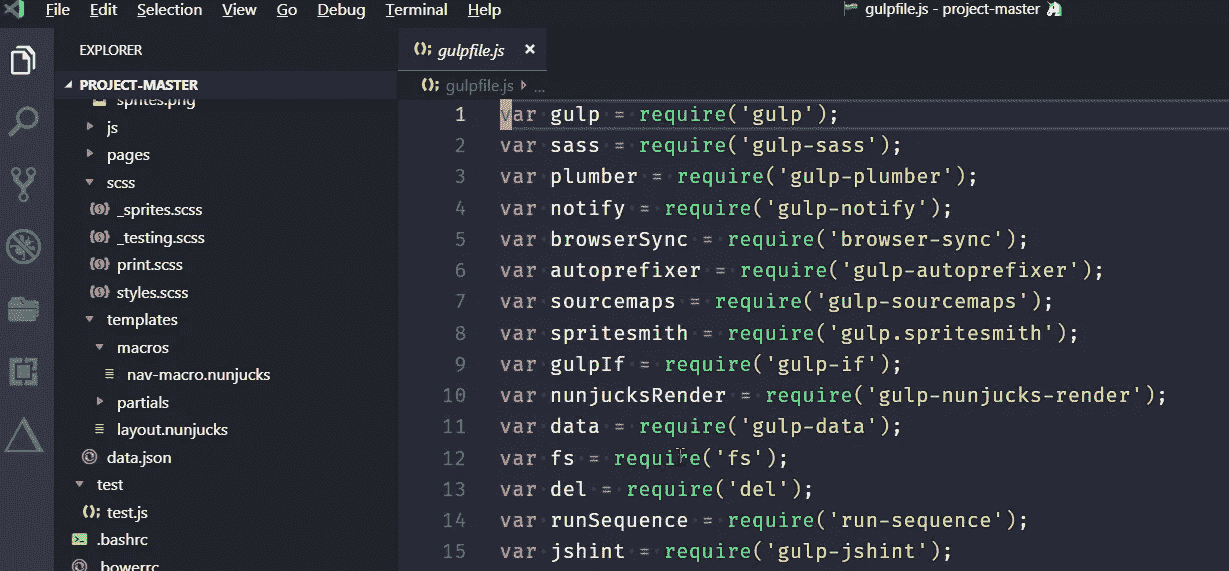 File Edit Selection View Go Debug Terminal Help
gulpfile.js - project-master
EXPLORER
PROJECT-MASTER
sprites.png
js
pages
scss
_sprites.scss
_testing.scss
print.scss
styles.scss
templates
macros
nav-macro.nunjucks
partials
layout.nunjucks
data.json
test
test.js
.bashrc
.bowerrc
(); gulpfile.js ×
(); gulpfile.js ...
1 var gulp = require('gulp');
2 var sass = require('gulp-sass');
3 var plumber = require('gulp-plumber');
4 var notify = require('gulp-notify');
5 var browserSync = require('browser-sync');
6 var autoprefixer = require('gulp-autoprefixer');
7 var sourcemaps = require('gulp-sourcemaps');
8 var spritesmith = require('gulp.spritesmith');
9 var gulpIf = require('gulp-if');
10 var nunjucksRender = require('gulp-nunjucks-render');
11 var data = require('gulp-data');
12 var fs = require('fs');
13 var del = require('del');
14 var runSequence = require('run-sequence');
15 var jshint = require('gulp-jshint');